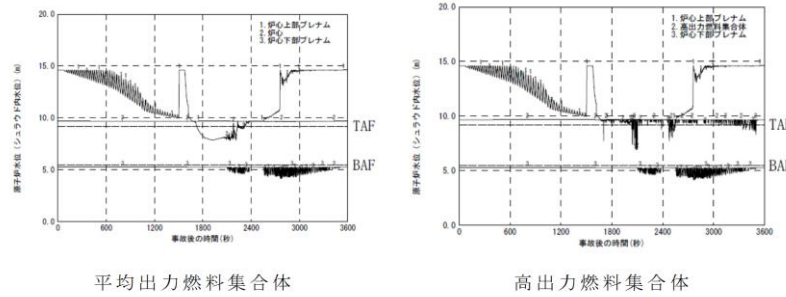 20.0
15.0
10.0
5.0
0.0
原子炉水位(シュラウド内水位) (m)
1. 炉心上部プレナム
2. 炉心
3. 炉心下部プレナム
TAF
BAF
0
600
1200
1800
2400
3000
3600
事故後の時間(秒)
平均出力燃料集合体
20.0
15.0
10.0
5.0
0.0
原子炉水位(シュラウド内水位) (m)
1. 炉心上部プレナム
2. 高出力燃料集合体
3. 炉心下部プレナム
TAF
BAF
0
600
1200
1800
2400
3000
3600
事故後の時間(秒)
高出力燃料集合体